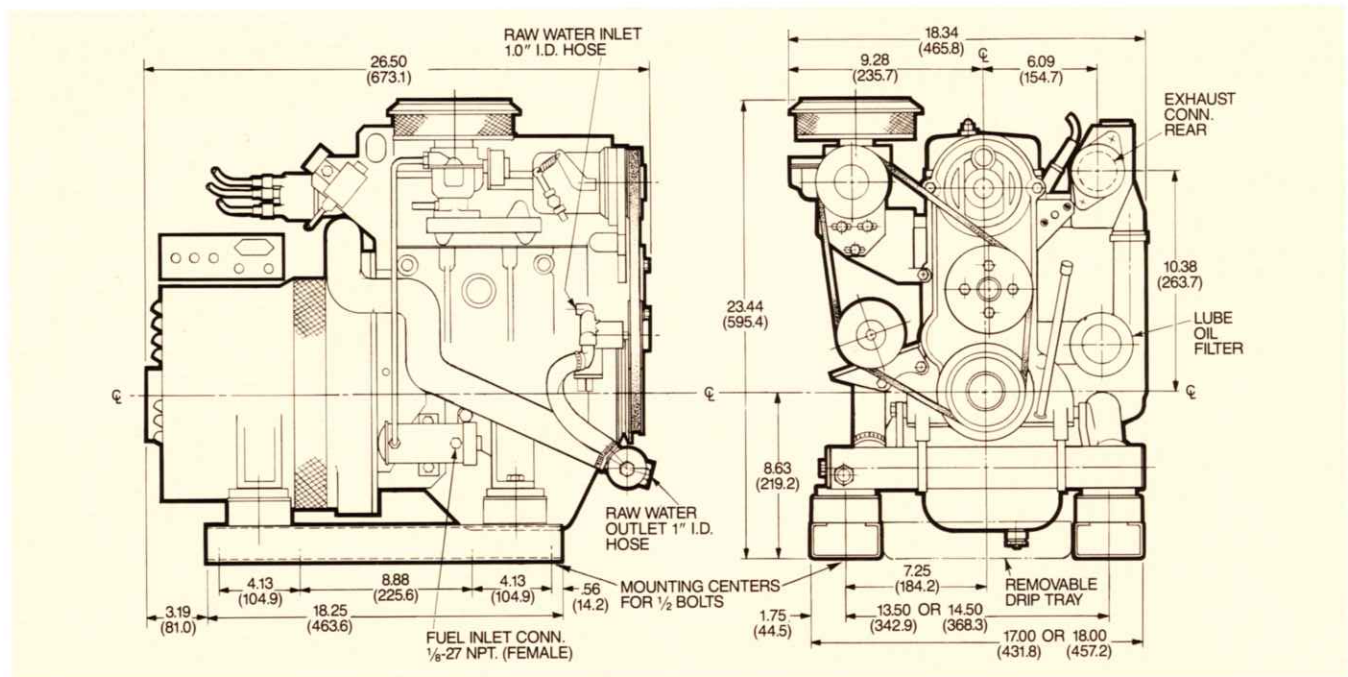 RAW WATER INLET
1.0" I.D. HOSE
26.50
(673.1)
℄
℄
4.13
(104.9)
8.88
(225.6)
4.13
(104.9)
.56
(14.2)
3.19
(81.0)
18.25
(463.6)
FUEL INLET CONN.
⅛-27 NPT. (FEMALE)
RAW WATER
OUTLET 1" I.D.
HOSE
MOUNTING CENTERS
FOR ½ BOLTS
18.34
(465.8)
℄
9.28
(235.7)
6.09
(154.7)
EXHAUST
CONN.
REAR
23.44
(595.4)
10.38
(263.7)
LUBE
OIL
FILTER
℄
8.63
(219.2)
7.25
(184.2)
REMOVABLE
DRIP TRAY
1.75
(44.5)
13.50 OR 14.50
(342.9) (368.3)
17.00 OR 18.00
(431.8) (457.2)